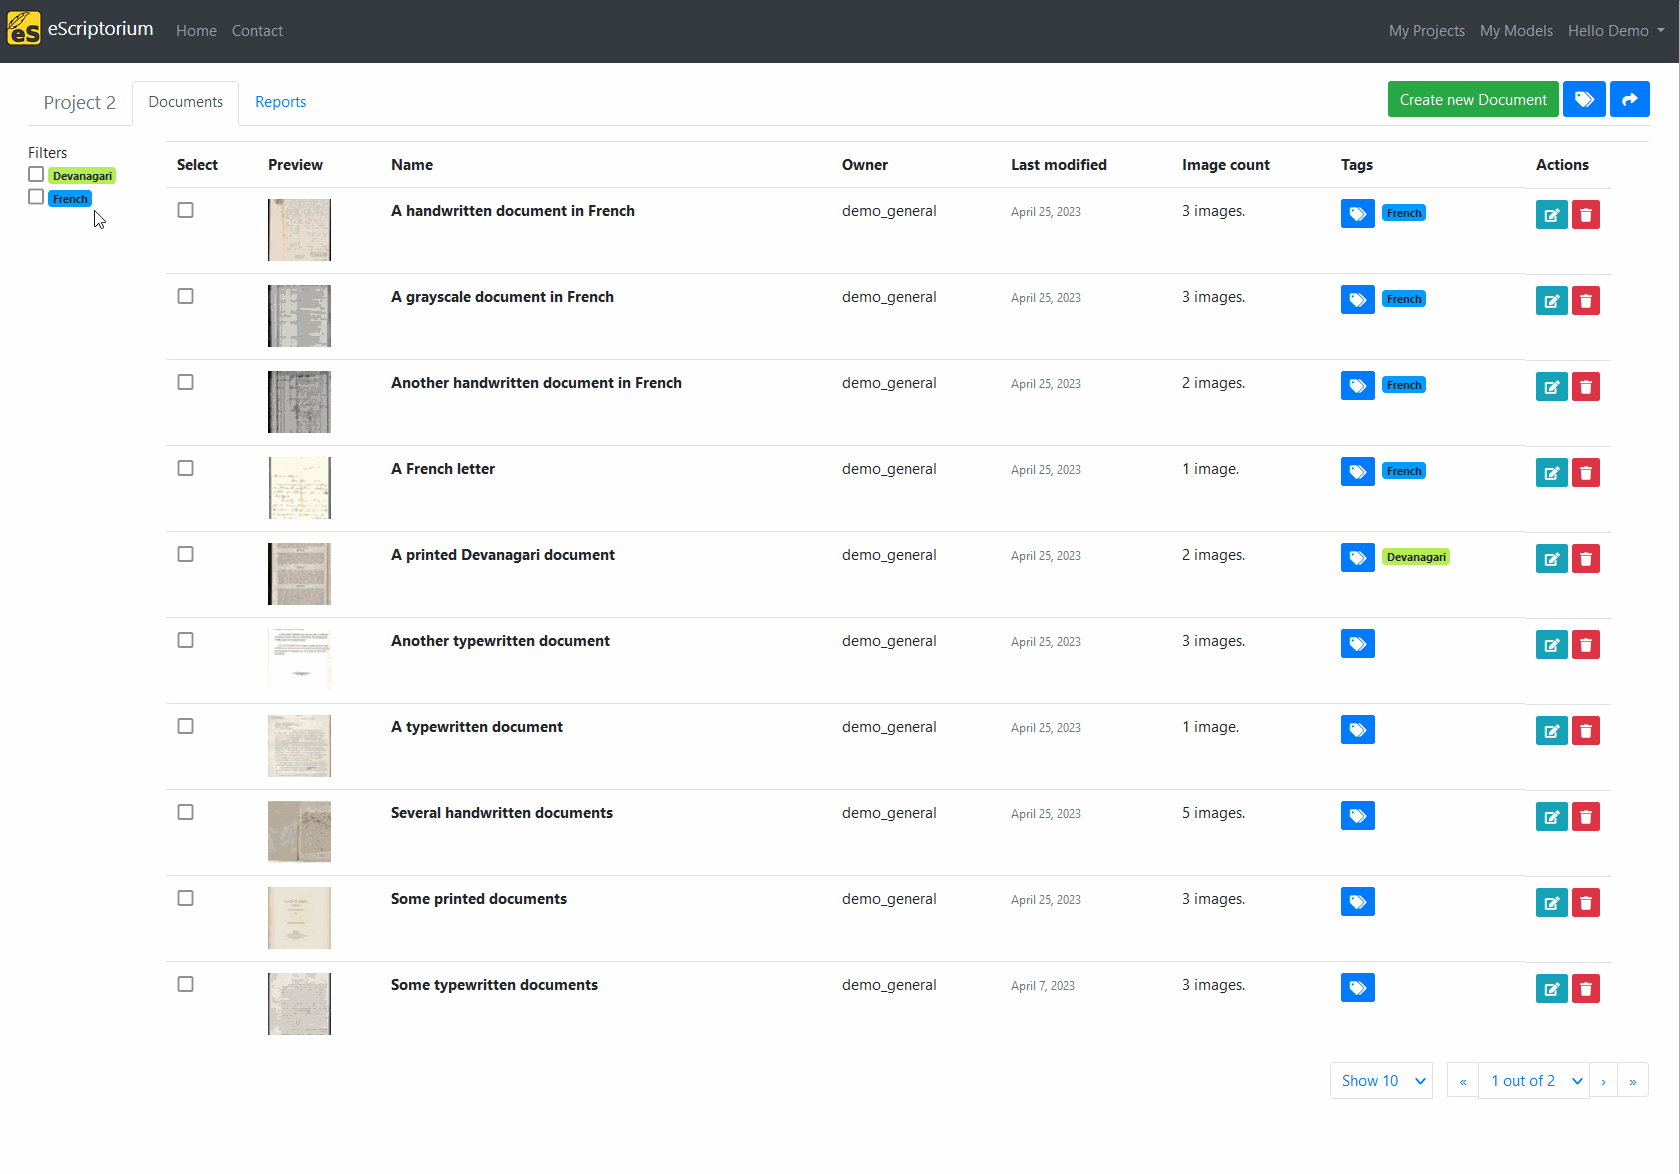 eS eScriptorium Home Contact My Projects My Models Hello Demo
Project 2 Documents Reports Create new Document
Filters
Devanagari
French
Select Preview Name Owner Last modified Image count Tags Actions
A handwritten document in French demo_general April 25, 2023 3 images. French
A grayscale document in French demo_general April 25, 2023 3 images. French
Another handwritten document in French demo_general April 25, 2023 2 images. French
A French letter demo_general April 25, 2023 1 image. French
A printed Devanagari document demo_general April 25, 2023 2 images. Devanagari
Another typewritten document demo_general April 25, 2023 3 images.
A typewritten document demo_general April 25, 2023 1 image.
Several handwritten documents demo_general April 25, 2023 5 images.
Some printed documents demo_general April 25, 2023 3 images.
Some typewritten documents demo_general April 7, 2023 3 images.
Show 10 « 1 out of 2 › »